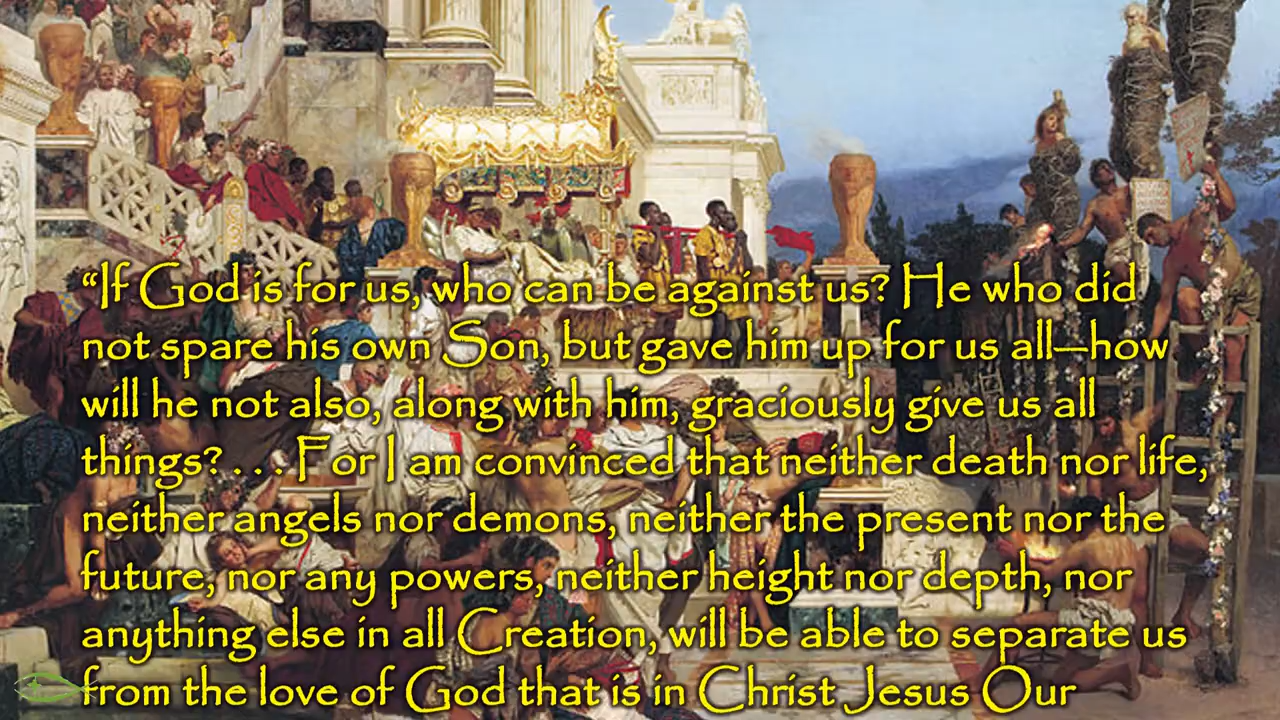 “If God is for us, who can be against us? He who did
not spare his own Son, but gave him up for us all—how
will he not also, along with him, graciously give us all
things? . . . For I am convinced that neither death nor life,
neither angels nor demons, neither the present nor the
future, nor any powers, neither height nor depth, nor
anything else in all Creation, will be able to separate us
from the love of God that is in Christ Jesus Our